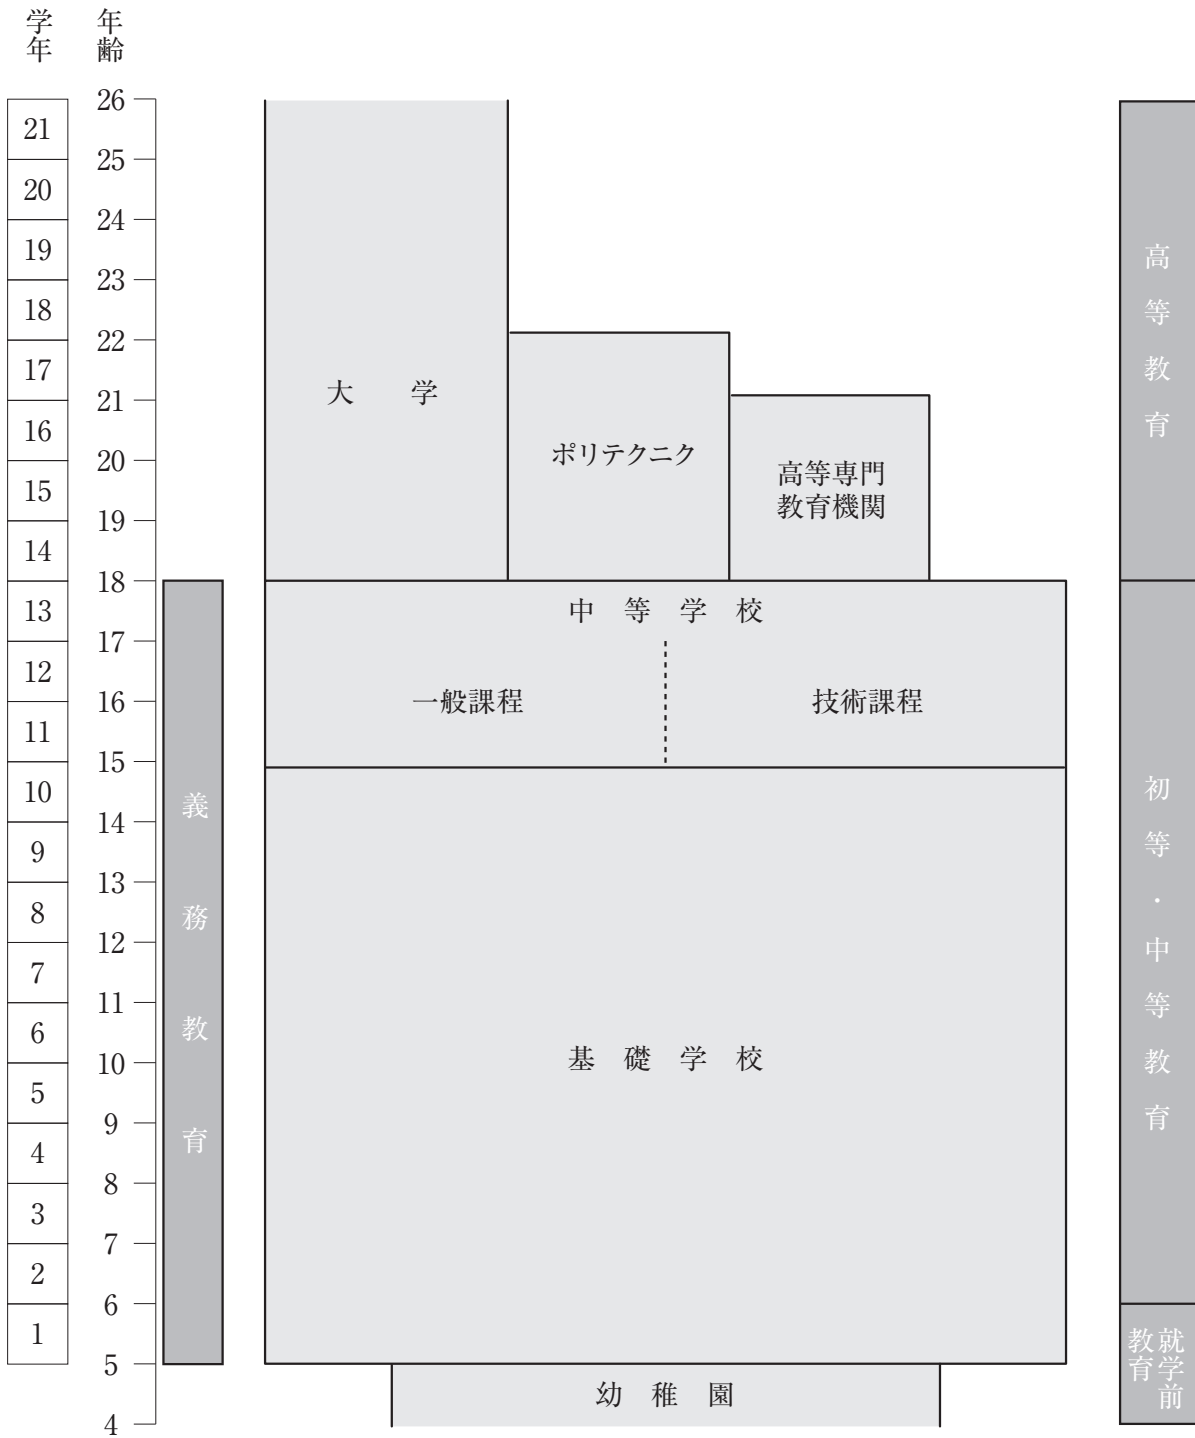 学年
年齢
26
21
25
20
24
19
23
18
22
17
21
16
20
15
19
14
18
13
17
12
16
11
15
10
14
9
13
8
12
7
11
6
10
5
9
4
8
3
7
2
6
1
5
4
義務教育
大学
ポリテクニク
高等専門
教育機関
中等学校
一般課程
技術課程
基礎学校
幼稚園
高等教育
初等・中等教育
就学前
教育